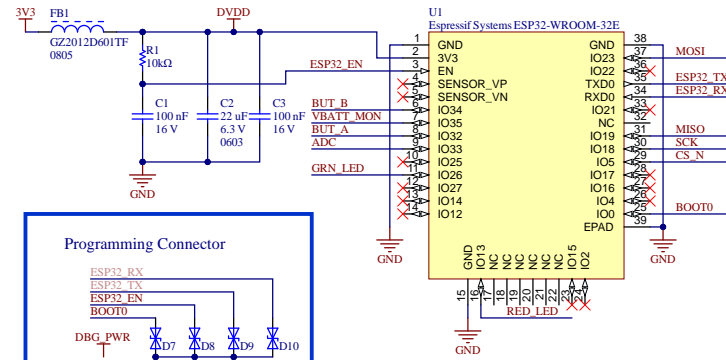 3V3
FB1
GZ2012D601TF
0805
DVDD
R1
10kΩ
ESP32_EN
C1
100 nF
16 V
C2
22 uF
6.3 V
0603
C3
100 nF
16 V
GND
BUT_B
VBATT_MON
BUT_A
ADC
GRN_LED
U1
Espressif Systems ESP32-WROOM-32E
1 GND
2 3V3
3 EN
4 SENSOR_VP
5 SENSOR_VN
6 IO34
7 IO35
8 IO32
9 IO33
10 IO25
11 IO26
12 IO27
13 IO14
14 IO12
GND 38
IO23 37 MOSI
IO22 36
TXD0 35 ESP32_TX
RXD0 34 ESP32_RX
IO21 33
NC 32
IO19 31 MISO
IO18 30 SCK
IO5 29 CS_N
IO17 28
IO16 27
IO4 26
IO0 25 BOOT0
EPAD 39
GND IO13 NC NC NC NC NC NC IO15 IO2
15 16 17 18 19 20 21 22 23 24
RED_LED
GND
GND
GND
Programming Connector
ESP32_RX
ESP32_TX
ESP32_EN
BOOT0
DBG_PWR
D7
D8
D9
D10